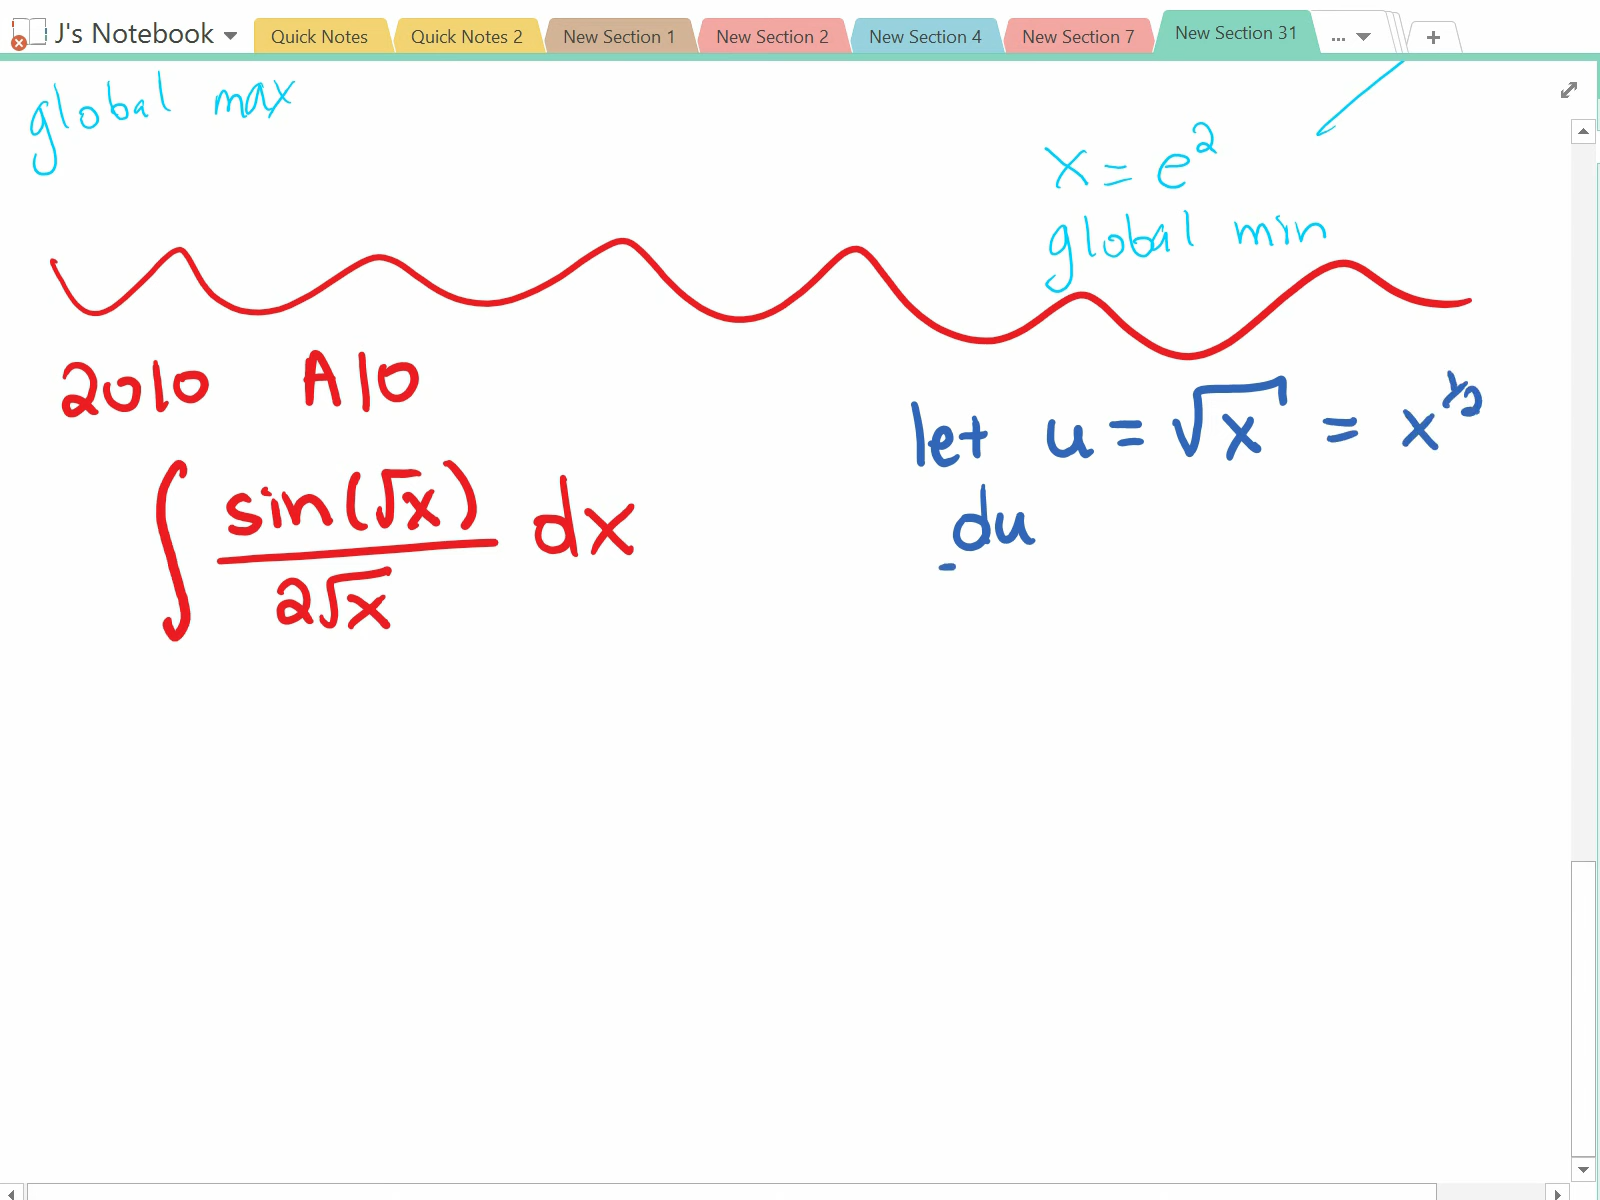 J's Notebook
Quick Notes
Quick Notes 2
New Section 1
New Section 2
New Section 4
New Section 7
New Section 31
...
+
global max
x = e²
global min
2010 A10
let u = √x = x^½
∫ sin(√x) / 2√x dx
du